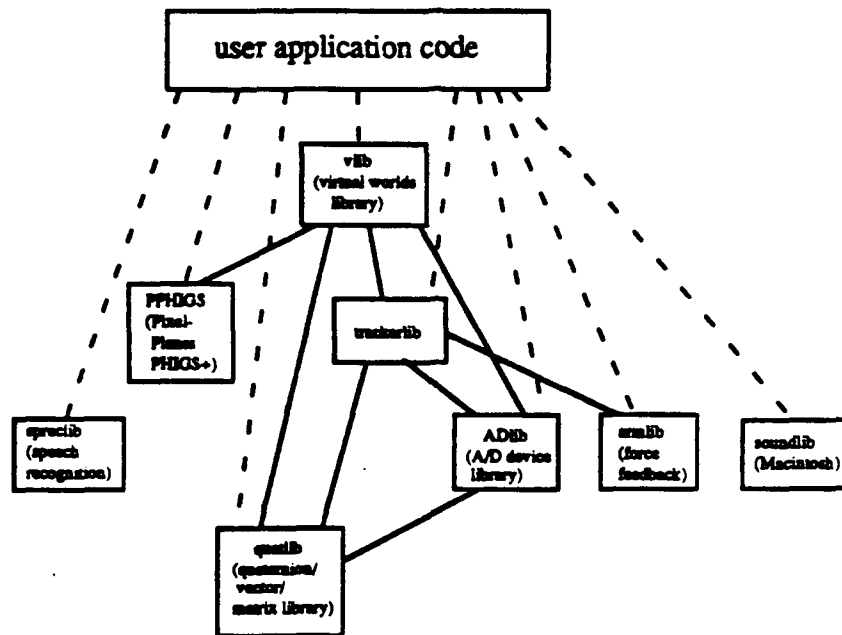 user application code
vlib
(virtual worlds
library)
PPHIGS
(Pixel-
Planes
PHIGS+)
trackerlib
spreclib
(speech
recognition)
ADlib
(A/D device
library)
armlib
(force
feedback)
soundlib
(Macintosh)
quatlib
(quaternion/
vector/
matrix library)